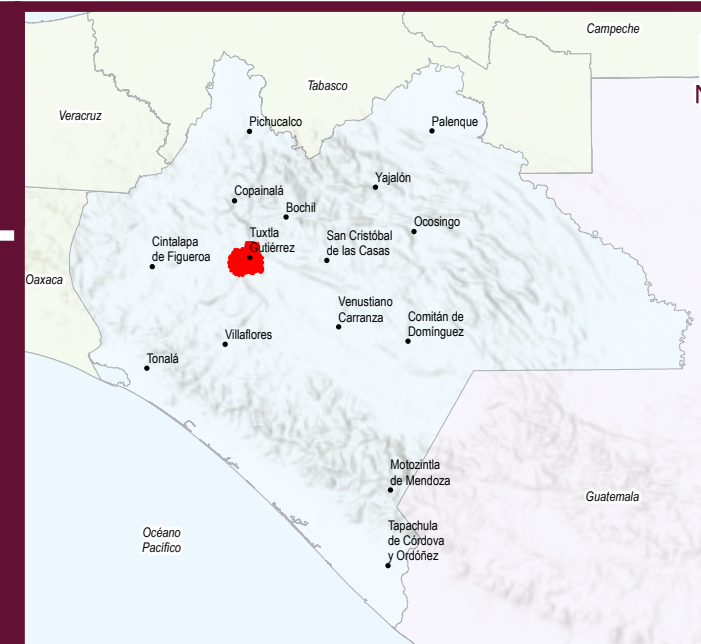 Campeche
N
Tabasco
Veracruz
Pichucalco
Palenque
Yajalón
Copainalá
Bochil
Ocosingo
Tuxtla
Gutiérrez
San Cristóbal
de las Casas
Cintalapa
de Figueroa
Oaxaca
Venustiano
Carranza
Comitán de
Domínguez
Villaflores
Tonalá
Motozintla
de Mendoza
Guatemala
Océano
Pacífico
Tapachula
de Córdova
y Ordóñez